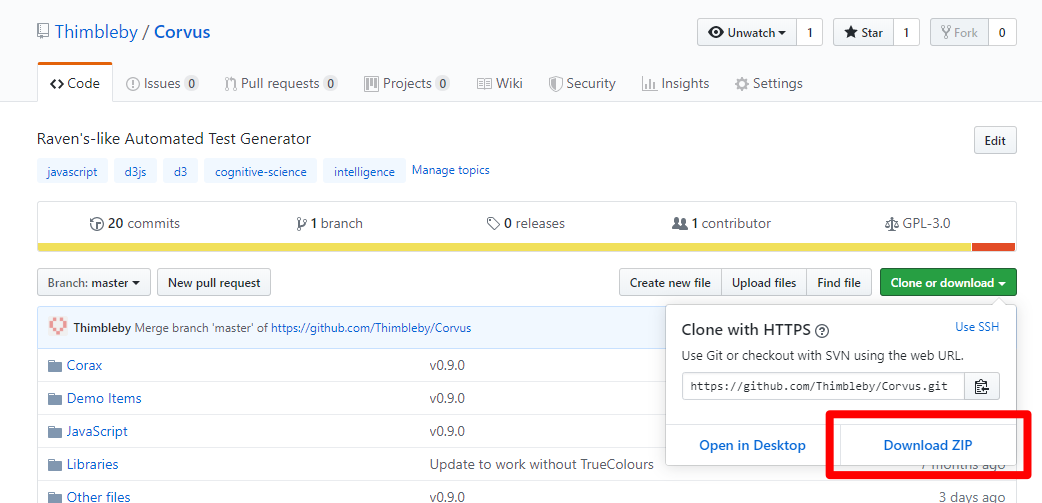 Thimbleby / Corvus
Unwatch 1 Star 1 Fork 0
Code Issues 0 Pull requests 0 Projects 0 Wiki Security Insights Settings
Raven's-like Automated Test Generator Edit
javascript d3js d3 cognitive-science intelligence Manage topics
20 commits 1 branch 0 releases 1 contributor GPL-3.0
Branch: master New pull request Create new file Upload files Find file Clone or download
Thimbleby Merge branch 'master' of https://github.com/Thimbleby/Corvus
Corax v0.9.0
Demo Items v0.9.0
JavaScript v0.9.0
Libraries Update to work without TrueColours 7 months ago
Other files v0.9.0 3 days ago
Clone with HTTPS ? Use SSH
Use Git or checkout with SVN using the web URL.
https://github.com/Thimbleby/Corvus.git
Open in Desktop Download ZIP